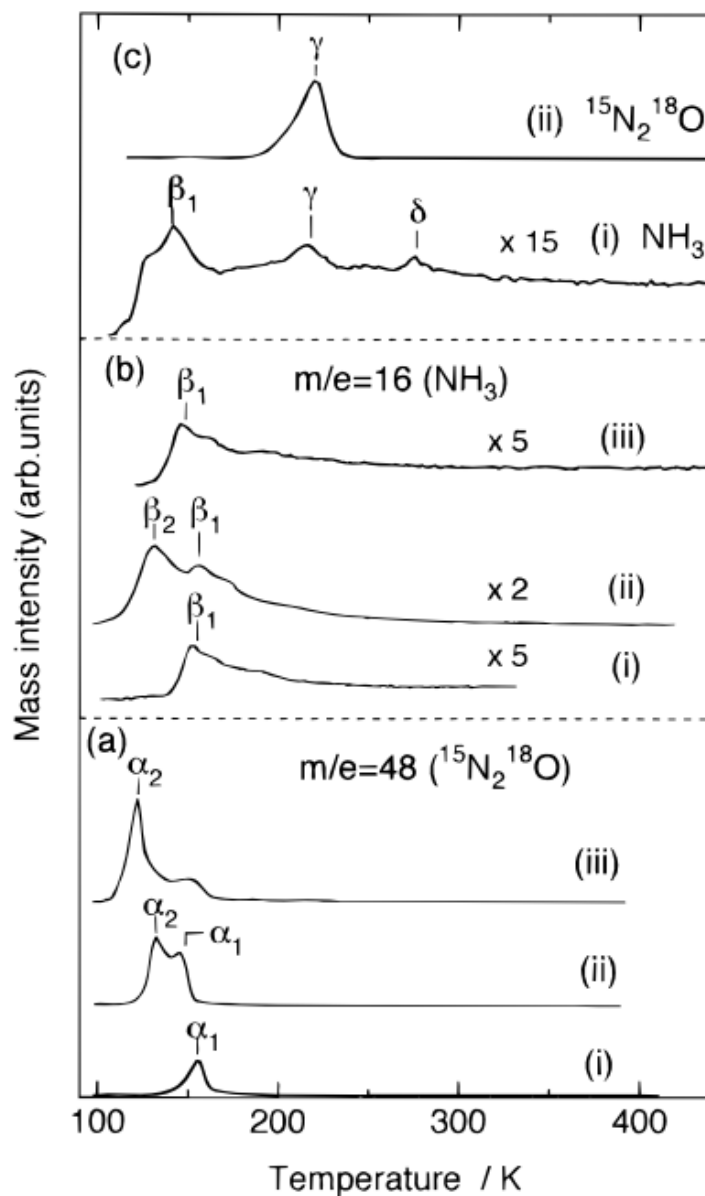 (c)
γ
(ii) ¹⁵N₂¹⁸O
β₁
γ
δ
x 15 (i) NH₃
(b)
m/e=16 (NH₃)
β₁
x 5 (iii)
β₂ β₁
x 2 (ii)
β₁
x 5 (i)
(a)
m/e=48 (¹⁵N₂¹⁸O)
α₂
(iii)
α₂ α₁
(ii)
α₁
(i)
100 200 300 400
Temperature / K
Mass intensity (arb.units)